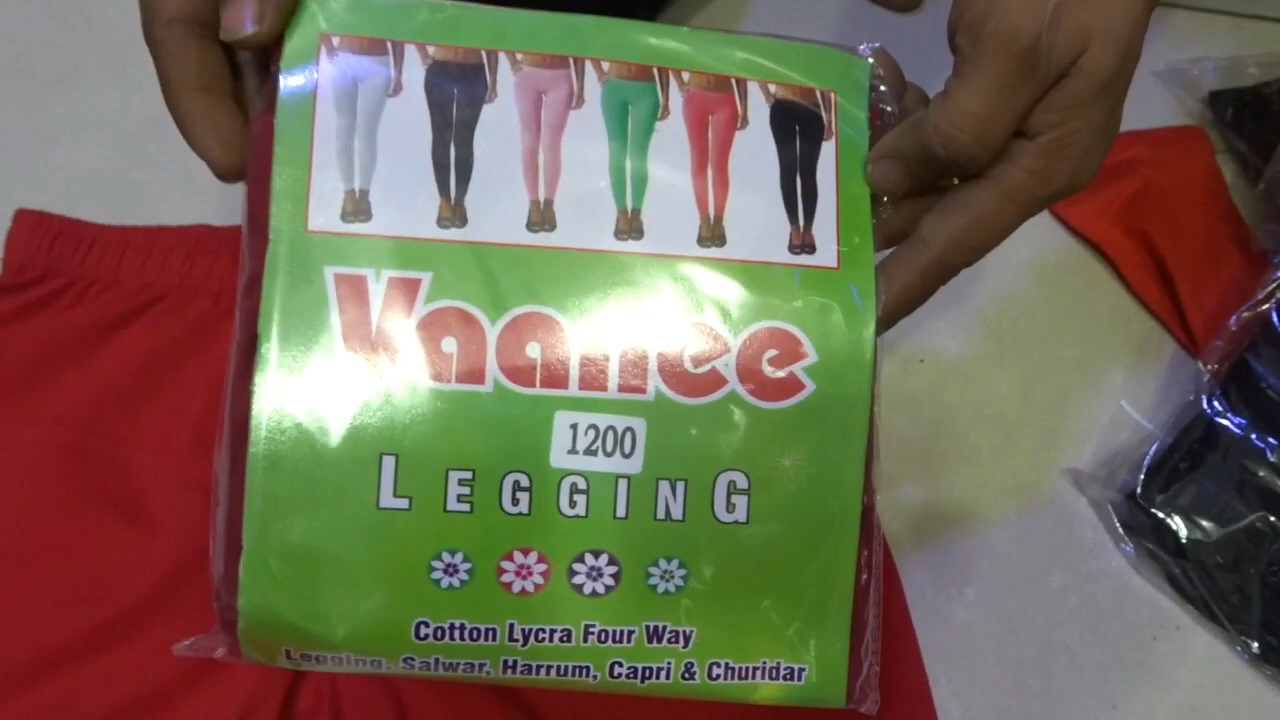 Vaanee
1200
LEGGING
Cotton Lycra Four Way
Legging, Salwar, Harrum, Capri & Churidar